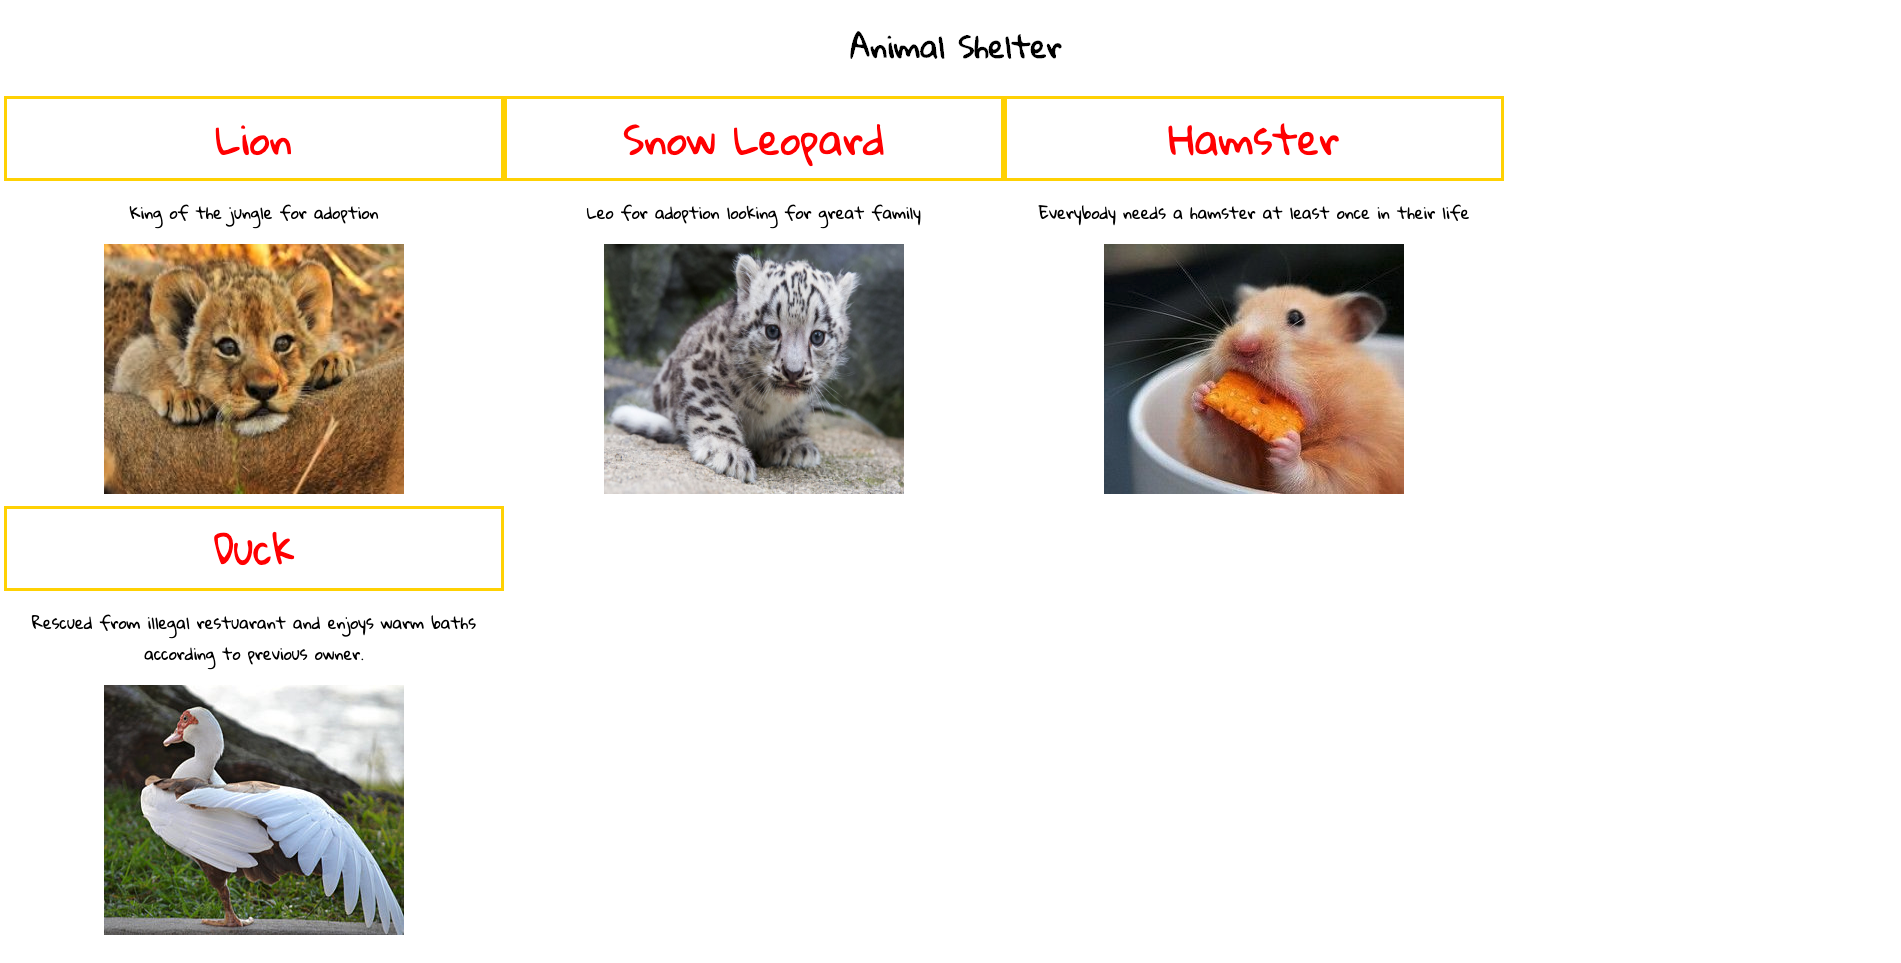 Animal Shelter
Lion
Snow Leopard
Hamster
King of the jungle for adoption
Leo for adoption looking for great family
Everybody needs a hamster at least once in their life
Duck
Rescued from illegal restuarant and enjoys warm baths
according to previous owner.